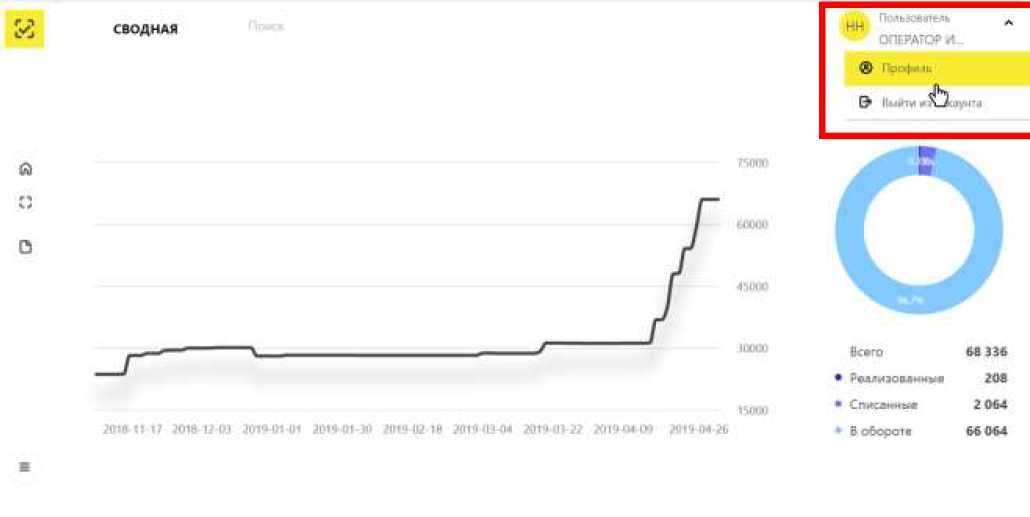 СВОДНАЯ
Поиск
НН
Пользователь
ОПЕРАТОР И...
Профиль
Выйти из
75000
60000
45000
30000
15000
2018-11-17 2018-12-03 2019-01-01 2019-01-30 2019-02-18 2019-03-04 2019-03-22 2019-04-09 2019-04-26
96.7%
Всего 68 336
Реализованные 208
Списанные 2 064
В обороте 66 064